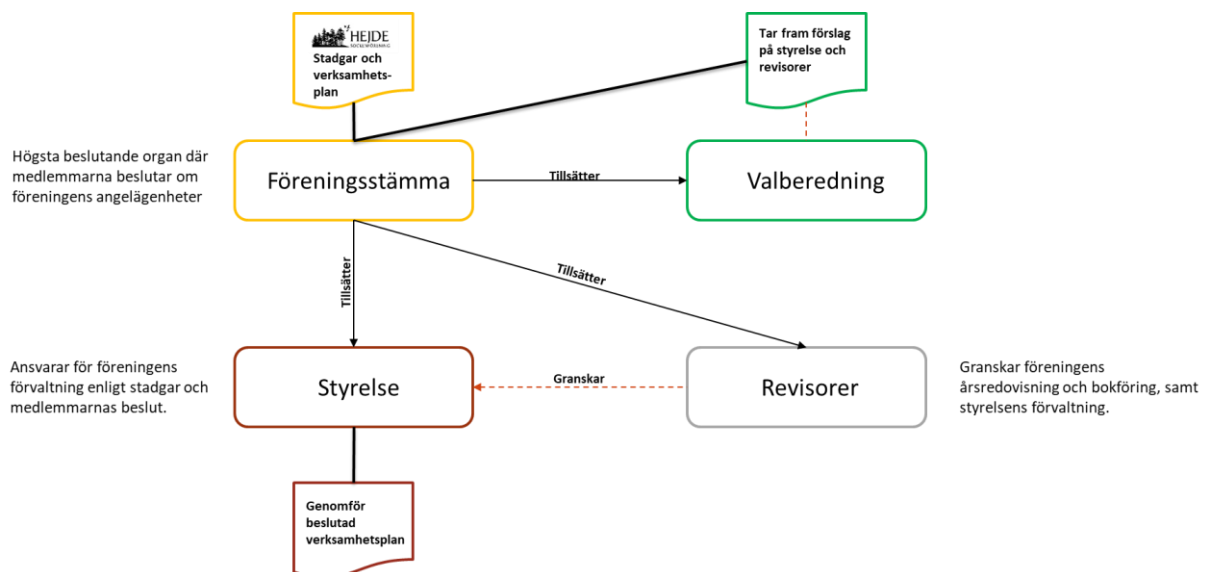 HEJDE
SOCKENFÖRENING
Stadgar och
verksamhets-
plan
Tar fram förslag
på styrelse och
revisorer
Högsta beslutande organ där
medlemmarna beslutar om
föreningens angelägenheter
Föreningsstämma
Tillsätter
Valberedning
Tillsätter
Tillsätter
Ansvarar för föreningens
förvaltning enligt stadgar och
medlemmarnas beslut.
Styrelse
Granskar
Revisorer
Granskar föreningens
årsredovisning och bokföring, samt
styrelsens förvaltning.
Genomför
beslutad
verksamhetsplan